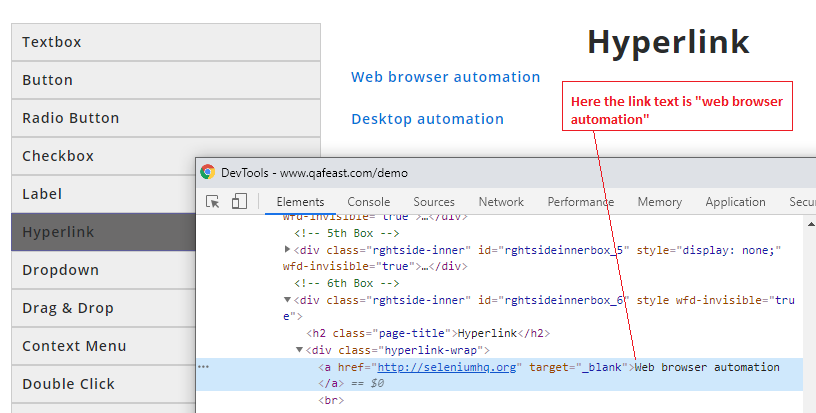 Textbox
Button
Radio Button
Checkbox
Label
Hyperlink
Dropdown
Drag & Drop
Context Menu
Double Click
Hyperlink
Web browser automation
Desktop automation
Here the link text is "web browser
automation"
DevTools - www.qafeast.com/demo
Elements Console Sources Network Performance Memory Application Secu
wfd-invisible="true">…</div>
<!-- 5th Box -->
<div class="rghtside-inner" id="rghtsideinnerbox_5" style="display: none;"
wfd-invisible="true">…</div>
<!-- 6th Box -->
<div class="rghtside-inner" id="rghtsideinnerbox_6" style wfd-invisible="tru
e">
<h2 class="page-title">Hyperlink</h2>
<div class="hyperlink-wrap">
<a href="http://seleniumhq.org" target="_blank">Web browser automation
</a> == $0
<br>